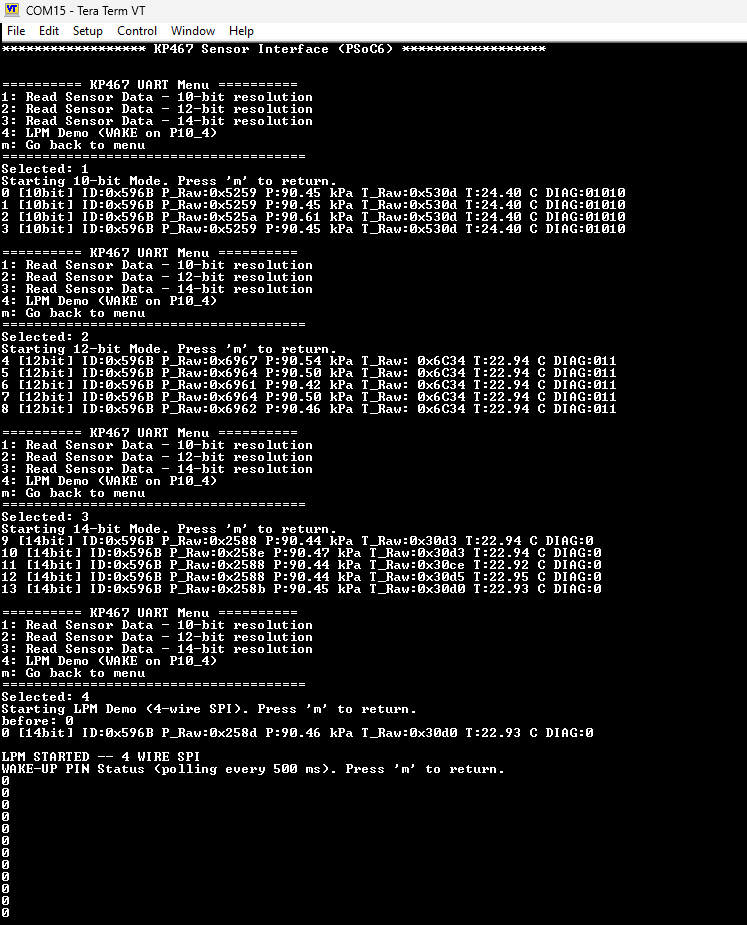 COM15 - Tera Term VT
File Edit Setup Control Window Help
****************** KP467 Sensor Interface (PSoC6) ******************
========== KP467 UART Menu ==========
1: Read Sensor Data - 10-bit resolution
2: Read Sensor Data - 12-bit resolution
3: Read Sensor Data - 14-bit resolution
4: LPM Demo (WAKE on P10_4)
m: Go back to menu
======================================
Selected: 1
Starting 10-bit Mode. Press 'm' to return.
0 [10bit] ID:0x596B P_Raw:0x5259 P:90.45 kPa T_Raw:0x530d T:24.40 C DIAG:01010
1 [10bit] ID:0x596B P_Raw:0x5259 P:90.45 kPa T_Raw:0x530d T:24.40 C DIAG:01010
2 [10bit] ID:0x596B P_Raw:0x525a P:90.61 kPa T_Raw:0x530d T:24.40 C DIAG:01010
3 [10bit] ID:0x596B P_Raw:0x5259 P:90.45 kPa T_Raw:0x530d T:24.40 C DIAG:01010
========== KP467 UART Menu ==========
1: Read Sensor Data - 10-bit resolution
2: Read Sensor Data - 12-bit resolution
3: Read Sensor Data - 14-bit resolution
4: LPM Demo (WAKE on P10_4)
m: Go back to menu
======================================
Selected: 2
Starting 12-bit Mode. Press 'm' to return.
4 [12bit] ID:0x596B P_Raw:0x6967 P:90.54 kPa T_Raw: 0x6C34 T:22.94 C DIAG:011
5 [12bit] ID:0x596B P_Raw:0x6964 P:90.50 kPa T_Raw: 0x6C34 T:22.94 C DIAG:011
6 [12bit] ID:0x596B P_Raw:0x6961 P:90.42 kPa T_Raw: 0x6C34 T:22.94 C DIAG:011
7 [12bit] ID:0x596B P_Raw:0x6964 P:90.50 kPa T_Raw: 0x6C34 T:22.94 C DIAG:011
8 [12bit] ID:0x596B P_Raw:0x6962 P:90.46 kPa T_Raw: 0x6C34 T:22.94 C DIAG:011
========== KP467 UART Menu ==========
1: Read Sensor Data - 10-bit resolution
2: Read Sensor Data - 12-bit resolution
3: Read Sensor Data - 14-bit resolution
4: LPM Demo (WAKE on P10_4)
m: Go back to menu
======================================
Selected: 3
Starting 14-bit Mode. Press 'm' to return.
9 [14bit] ID:0x596B P_Raw:0x2588 P:90.44 kPa T_Raw:0x30d3 T:22.94 C DIAG:0
10 [14bit] ID:0x596B P_Raw:0x258e P:90.47 kPa T_Raw:0x30d3 T:22.94 C DIAG:0
11 [14bit] ID:0x596B P_Raw:0x2588 P:90.44 kPa T_Raw:0x30ce T:22.92 C DIAG:0
12 [14bit] ID:0x596B P_Raw:0x2588 P:90.44 kPa T_Raw:0x30d5 T:22.95 C DIAG:0
13 [14bit] ID:0x596B P_Raw:0x258b P:90.45 kPa T_Raw:0x30d0 T:22.93 C DIAG:0
========== KP467 UART Menu ==========
1: Read Sensor Data - 10-bit resolution
2: Read Sensor Data - 12-bit resolution
3: Read Sensor Data - 14-bit resolution
4: LPM Demo (WAKE on P10_4)
m: Go back to menu
======================================
Selected: 4
Starting LPM Demo (4-wire SPI). Press 'm' to return.
before: 0
0 [14bit] ID:0x596B P_Raw:0x258d P:90.46 kPa T_Raw:0x30d0 T:22.93 C DIAG:0
LPM STARTED -- 4 WIRE SPI
WAKE-UP PIN Status (polling every 500 ms). Press 'm' to return.
0
0
0
0
0
0
0
0
0
0
0
0